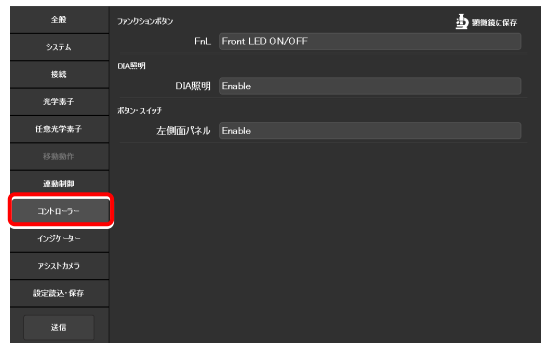 全般
システム
接続
光学素子
任意光学素子
移動動作
連動制御
コントローラー
インジケーター
アシストカメラ
設定読込・保存
送信
ファンクションボタン
顕微鏡に保存
FnL Front LED ON/OFF
DIA照明
DIA照明 Enable
ボタン・スイッチ
左側面パネル Enable